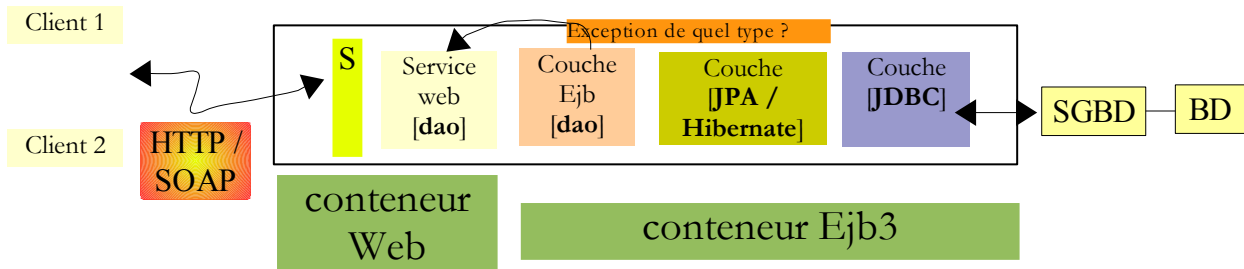 Client 1
Exception de quel type ?
S
Service
web
[dao]
Couche
Ejb
[dao]
Couche
[JPA /
Hibernate]
Couche
[JDBC]
SGBD
BD
Client 2
HTTP /
SOAP
conteneur
Web
conteneur Ejb3